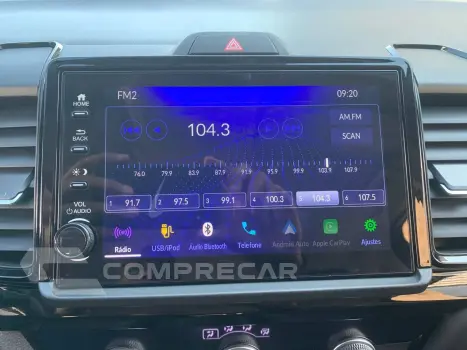 FM2 09:20
HOME
104.3
AM.FM
SCAN
BACK
76.0 79.9 83.9 87.9 91.9 95.9 99.9 103.9 107.9
VOL
AUDIO
1 91.7 2 97.5 3 99.1 4 100.3 5 104.3 6 107.5
Rádio USB/iPod Áudio Bluetooth Telefone Android Auto Apple CarPlay Ajustes
COMPRECAR